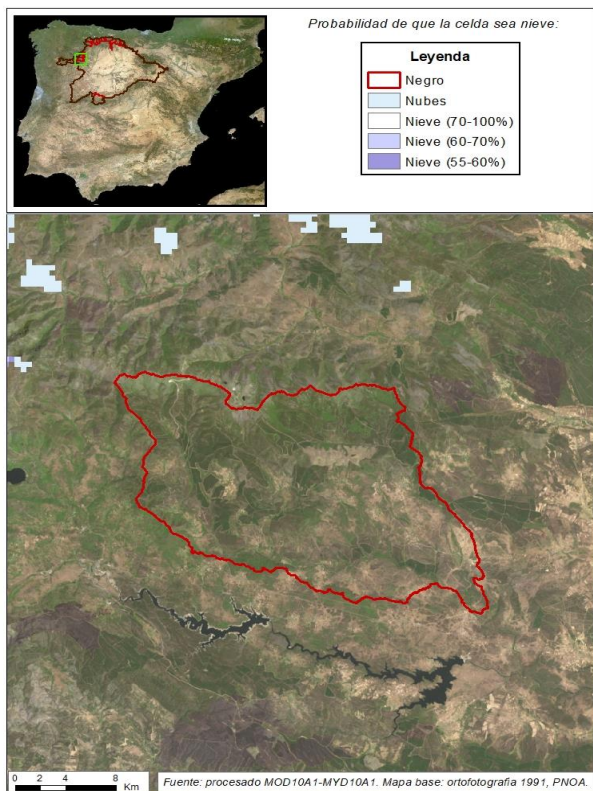 Probabilidad de que la celda sea nieve:
Leyenda
Negro
Nubes
Nieve (70-100%)
Nieve (60-70%)
Nieve (55-60%)
0 2 4 8
Km
Fuente: procesado MOD10A1-MYD10A1. Mapa base: ortofotografia 1991, PNOA.